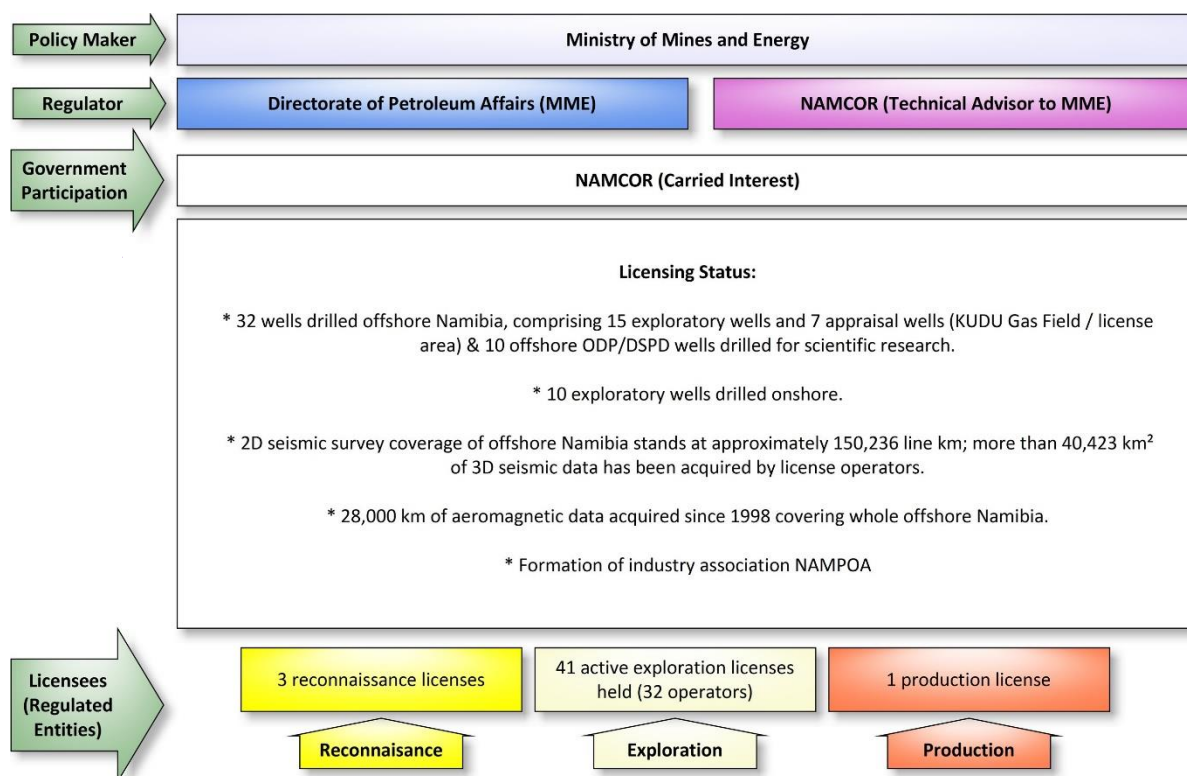 Policy Maker
Ministry of Mines and Energy
Regulator
Directorate of Petroleum Affairs (MME)
NAMCOR (Technical Advisor to MME)
Government
Participation
NAMCOR (Carried Interest)
Licensing Status:
* 32 wells drilled offshore Namibia, comprising 15 exploratory wells and 7 appraisal wells (KUDU Gas Field / license
area) & 10 offshore ODP/DSPD wells drilled for scientific research.
* 10 exploratory wells drilled onshore.
* 2D seismic survey coverage of offshore Namibia stands at approximately 150,236 line km; more than 40,423 km²
of 3D seismic data has been acquired by license operators.
* 28,000 km of aeromagnetic data acquired since 1998 covering whole offshore Namibia.
* Formation of industry association NAMPOA
Licensees
(Regulated
Entities)
3 reconnaissance licenses
41 active exploration licenses
held (32 operators)
1 production license
Reconnaisance
Exploration
Production